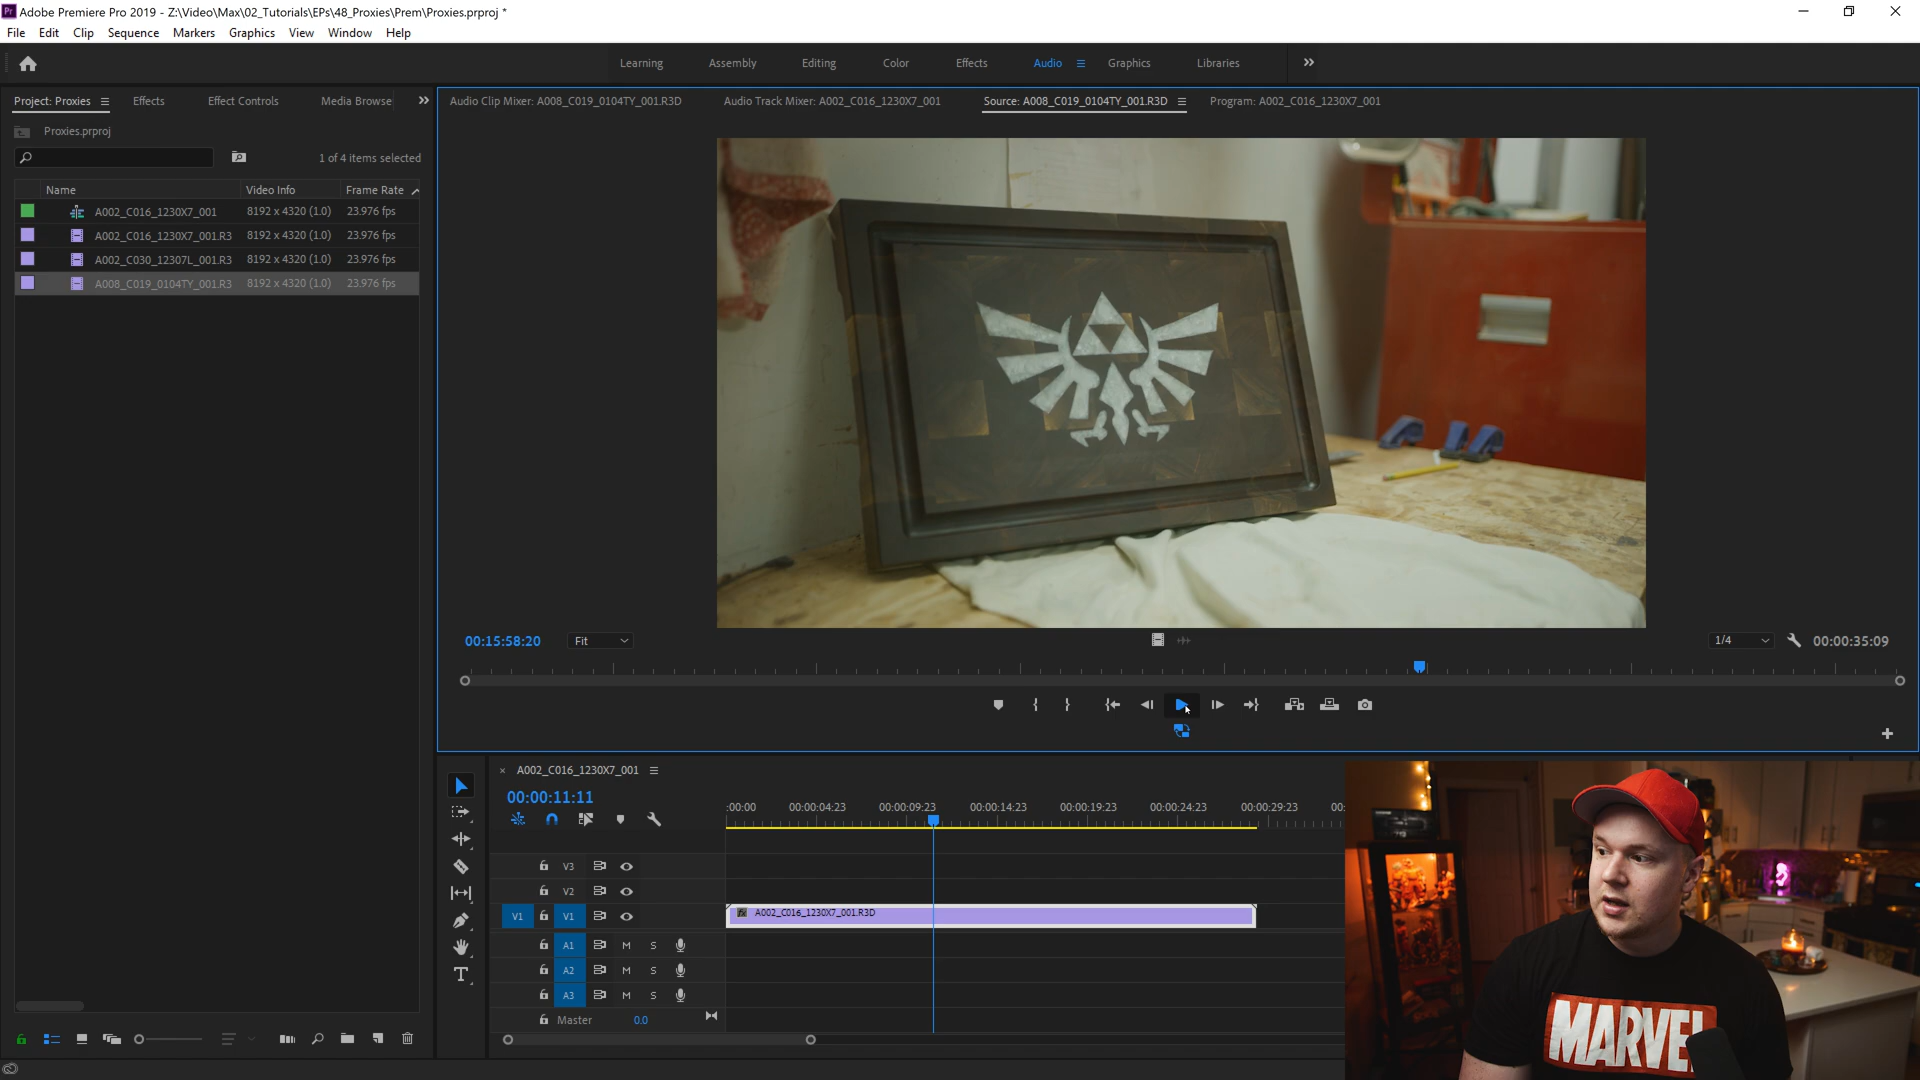 Adobe Premiere Pro 2019 - Z:\Video\Max\02_Tutorials\EPs\48_Proxies\Prem\Proxies.prproj *
File Edit Clip Sequence Markers Graphics View Window Help
Learning Assembly Editing Color Effects Audio Graphics Libraries
Project: Proxies Effects Effect Controls Media Browse
Audio Clip Mixer: A008_C019_0104TY_001.R3D Audio Track Mixer: A002_C016_1230X7_001 Source: A008_C019_0104TY_001.R3D Program: A002_C016_1230X7_001
Proxies.prproj
1 of 4 items selected
Name Video Info Frame Rate
A002_C016_1230X7_001 8192 x 4320 (1.0) 23.976 fps
A002_C016_1230X7_001.R3 8192 x 4320 (1.0) 23.976 fps
A002_C030_12307L_001.R3 8192 x 4320 (1.0) 23.976 fps
A008_C019_0104TY_001.R3 8192 x 4320 (1.0) 23.976 fps
00:15:58:20 Fit 1/4 00:00:35:09
A002_C016_1230X7_001
00:00:11:11
:00:00 00:00:04:23 00:00:09:23 00:00:14:23 00:00:19:23 00:00:24:23 00:00:29:23 00:
V3
V2
V1 V1 A002_C016_1230X7_001.R3D
A1 M S
A2 M S
A3 M S
Master 0.0
MARVEL